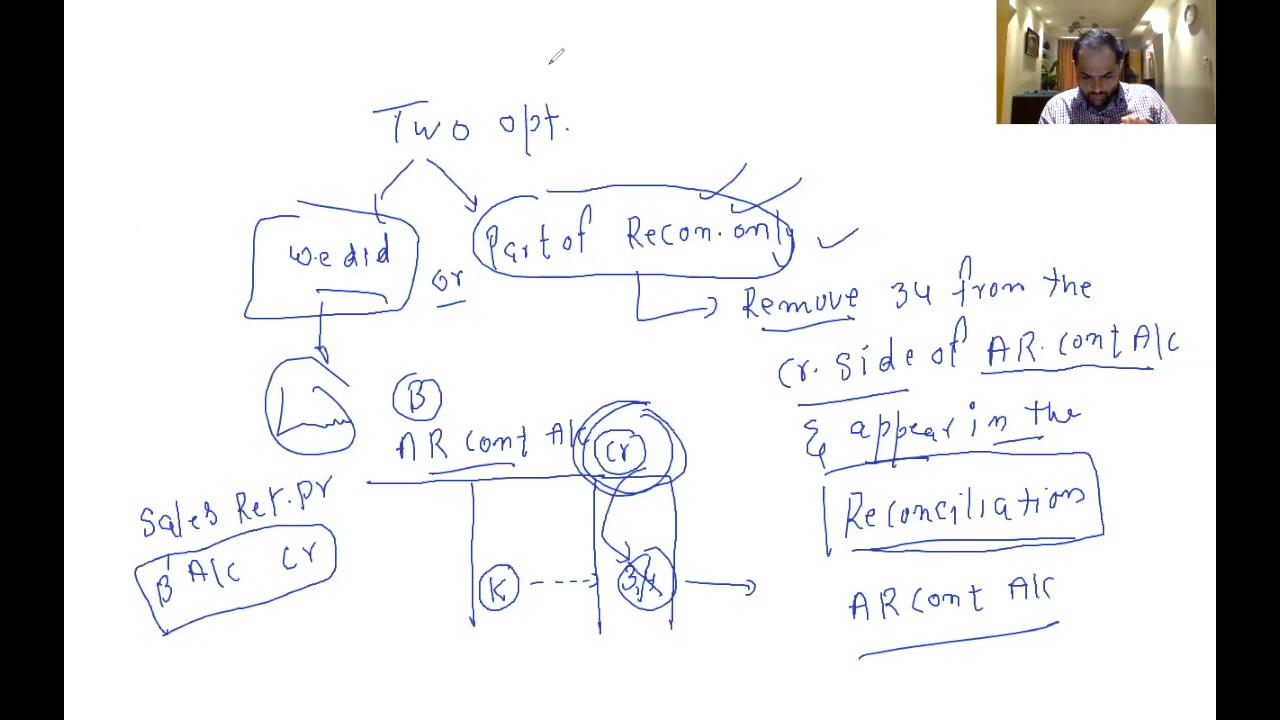 Two opt.
we did
or
Part of Recon. only
Remove 34 from the
Cr. side of AR. cont A/C
& appear in the
Reconciliation
AR cont A/C
B
AR cont A/C
Cr
K
34
Sales Ret. pr
B A/C Cr